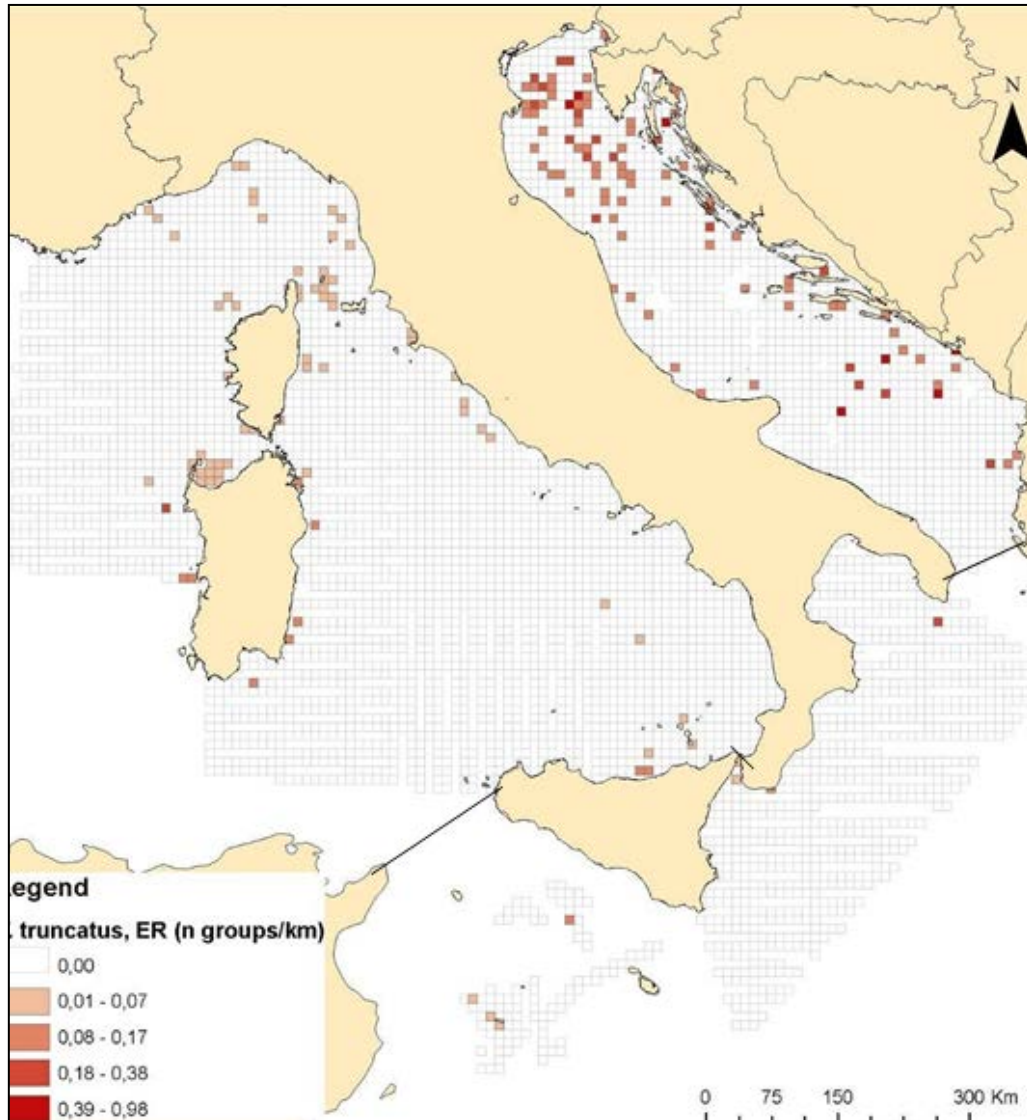 N
egend
. truncatus, ER (n groups/km)
0,00
0,01 - 0,07
0,08 - 0,17
0,18 - 0,38
0,39 - 0,98
0 75 150 300 Km